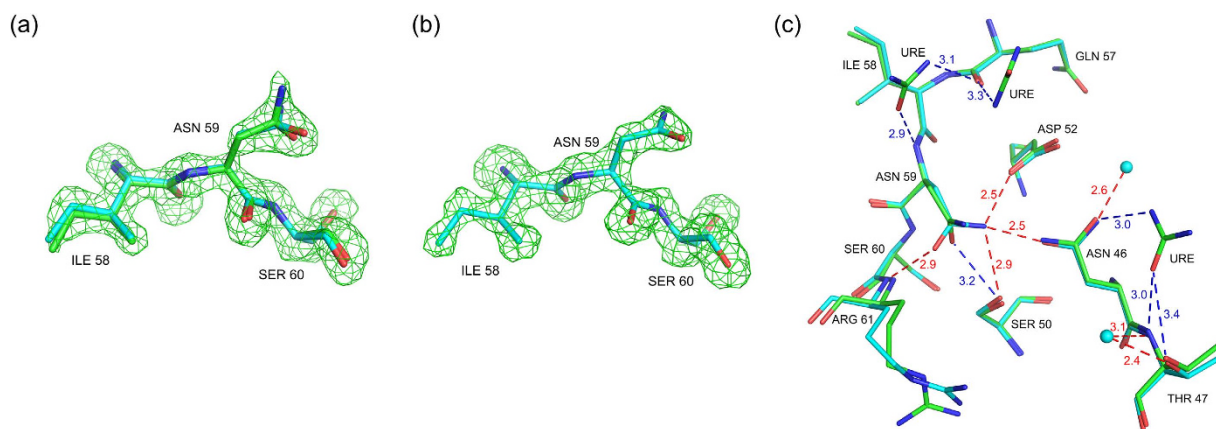 (a)
ASN 59
ILE 58
SER 60
(b)
ASN 59
ILE 58
SER 60
(c)
URE
3.1
GLN 57
ILE 58
3.3
URE
2.9
ASP 52
ASN 59
2.5
2.6
2.5
3.0
SER 60
ASN 46
URE
2.9
3.2
2.9
3.0
3.4
ARG 61
SER 50
3.1
2.4
THR 47